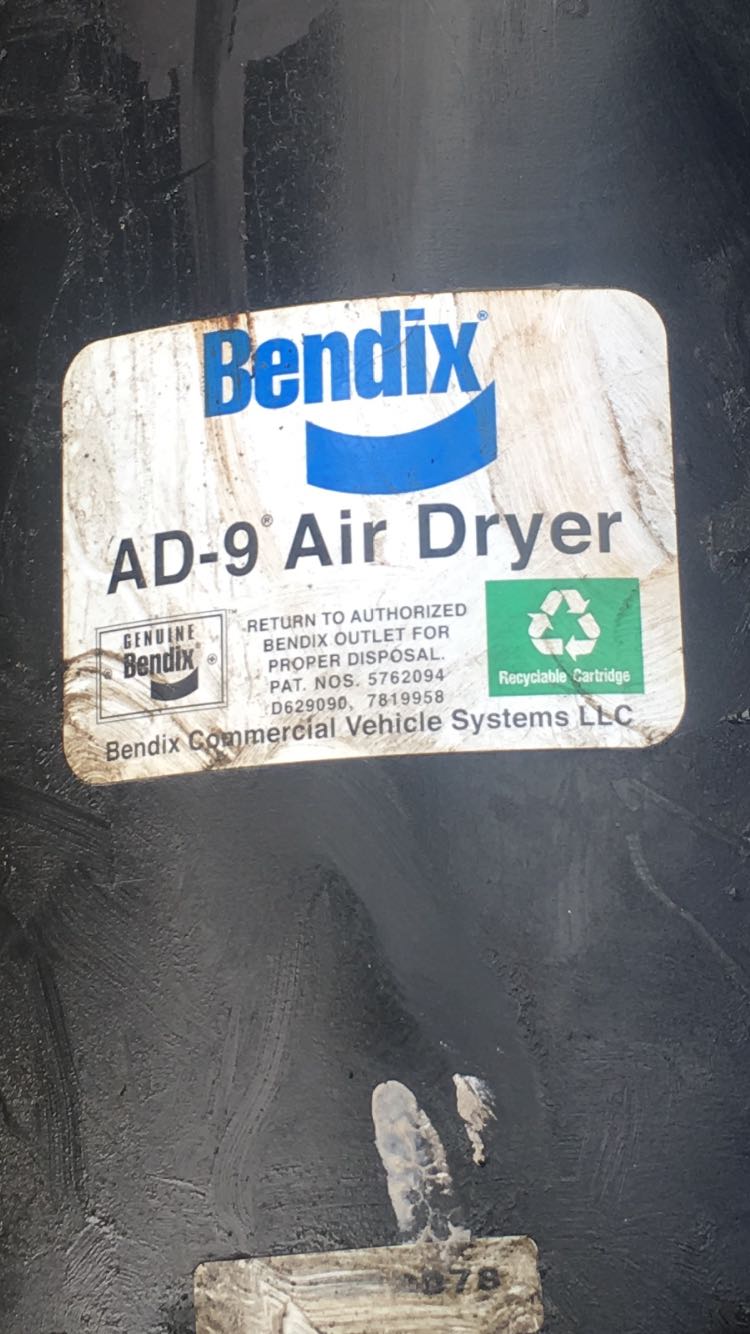 Bendix®
AD-9® Air Dryer
GENUINE
Bendix®
™
RETURN TO AUTHORIZED
BENDIX OUTLET FOR
PROPER DISPOSAL.
PAT. NOS. 5762094
D629090, 7819958
Recyclable Cartridge
Bendix Commercial Vehicle Systems LLC